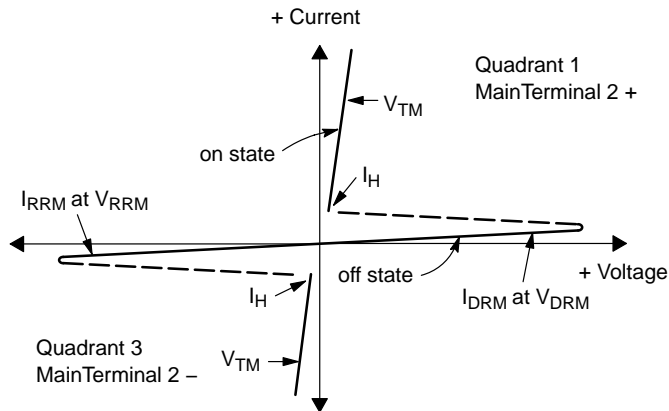 + Current
Quadrant 1
MainTerminal 2 +
VTM
on state
IH
IRRM at VRRM
off state
+ Voltage
IDRM at VDRM
IH
Quadrant 3
MainTerminal 2 –
VTM